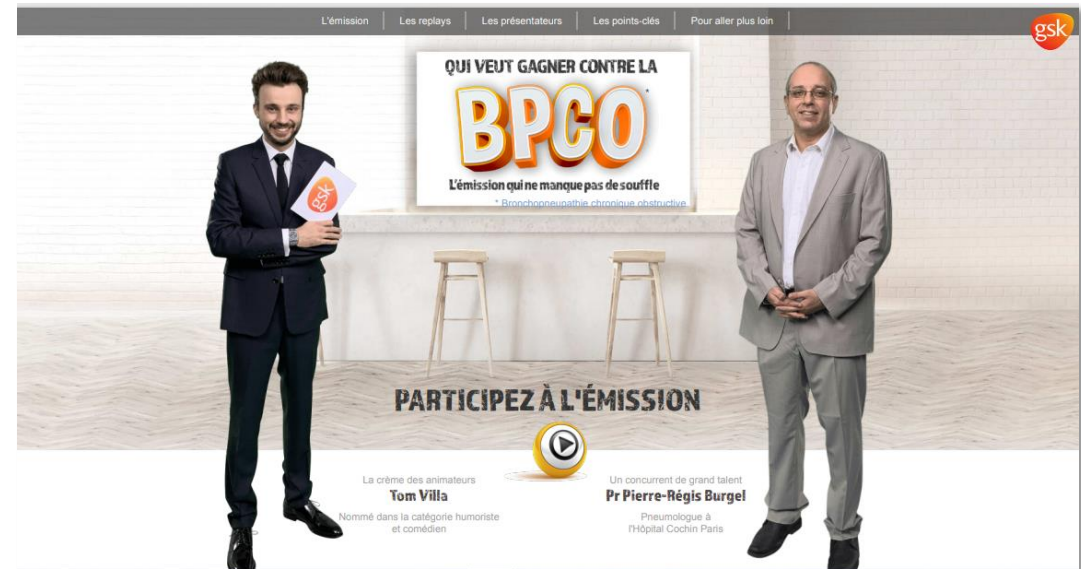 L'émission
Les replays
Les présentateurs
Les points-clés
Pour aller plus loin
gsk
QUI VEUT GAGNER CONTRE LA
BPCO*
L'émission qui ne manque pas de souffle
* Bronchopneupathie chronique obstructive
gsk
PARTICIPEZ À L'ÉMISSION
La crème des animateurs
Tom Villa
Nommé dans la catégorie humoriste
et comédien
Un concurrent de grand talent
Pr Pierre-Régis Burgel
Pneumologue à
l'Hôpital Cochin Paris